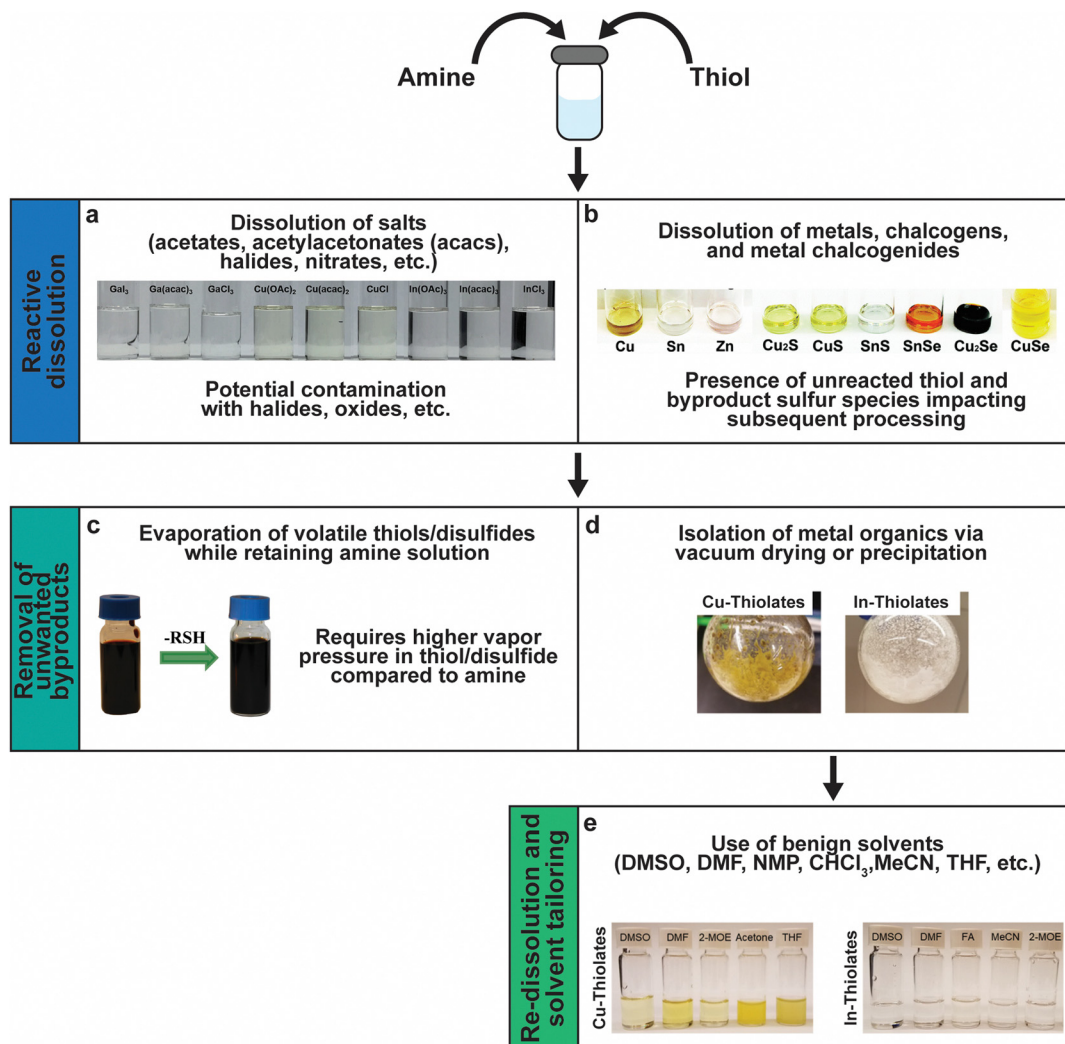 Amine
Thiol
Reactive
dissolution
a
Dissolution of salts
(acetates, acetylacetonates (acacs),
halides, nitrates, etc.)
GaI₃ Ga(acac)₃ GaCl₃ Cu(OAc)₂ Cu(acac)₂ CuCl In(OAc)₃ In(acac)₃ InCl₃
Potential contamination
with halides, oxides, etc.
b
Dissolution of metals, chalcogens,
and metal chalcogenides
Cu Sn Zn Cu₂S CuS SnS SnSe Cu₂Se CuSe
Presence of unreacted thiol and
byproduct sulfur species impacting
subsequent processing
Removal of
unwanted
byproducts
c
Evaporation of volatile thiols/disulfides
while retaining amine solution
-RSH
Requires higher vapor
pressure in thiol/disulfide
compared to amine
d
Isolation of metal organics via
vacuum drying or precipitation
Cu-Thiolates
In-Thiolates
Re-dissolution and
solvent tailoring
e
Use of benign solvents
(DMSO, DMF, NMP, CHCl₃,MeCN, THF, etc.)
Cu-Thiolates
DMSO DMF 2-MOE Acetone THF
In-Thiolates
DMSO DMF FA MeCN 2-MOE